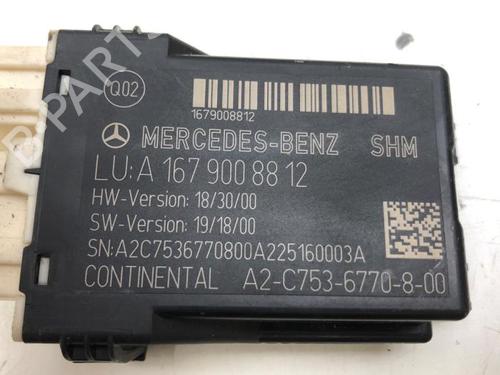 Q02
1679008812
MERCEDES-BENZ SHM
LU:A 167 900 88 12
HW-Version: 18/30/00
SW-Version: 19/18/00
SN:A2C7536770800A225160003A
CONTINENTAL A2-C753-6770-8-00
B-PARTS